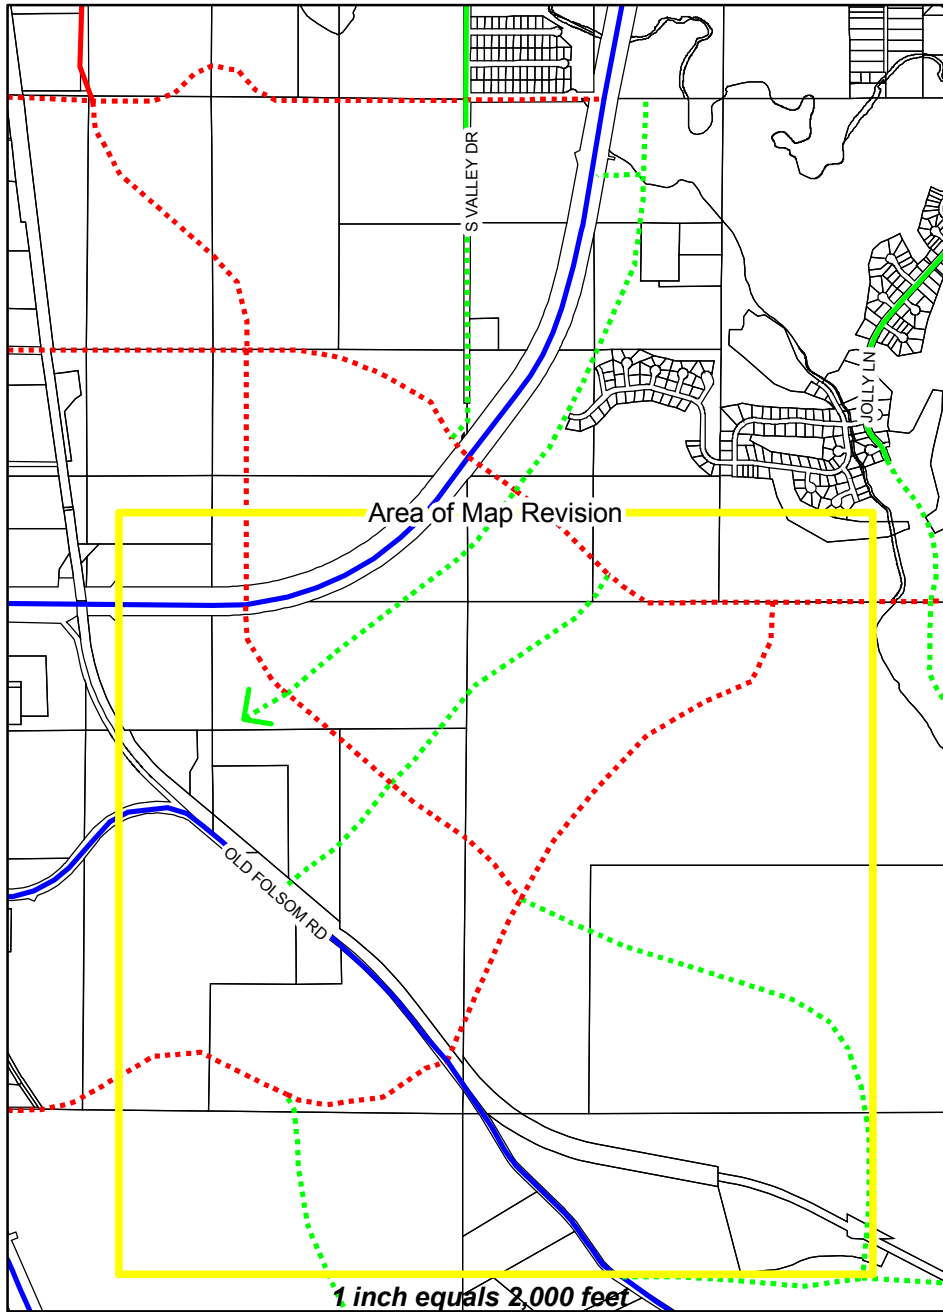 S VALLEY DR
JOLLY LN
Area of Map Revision
OLD FOLSOM RD
1 inch equals 2,000 feet